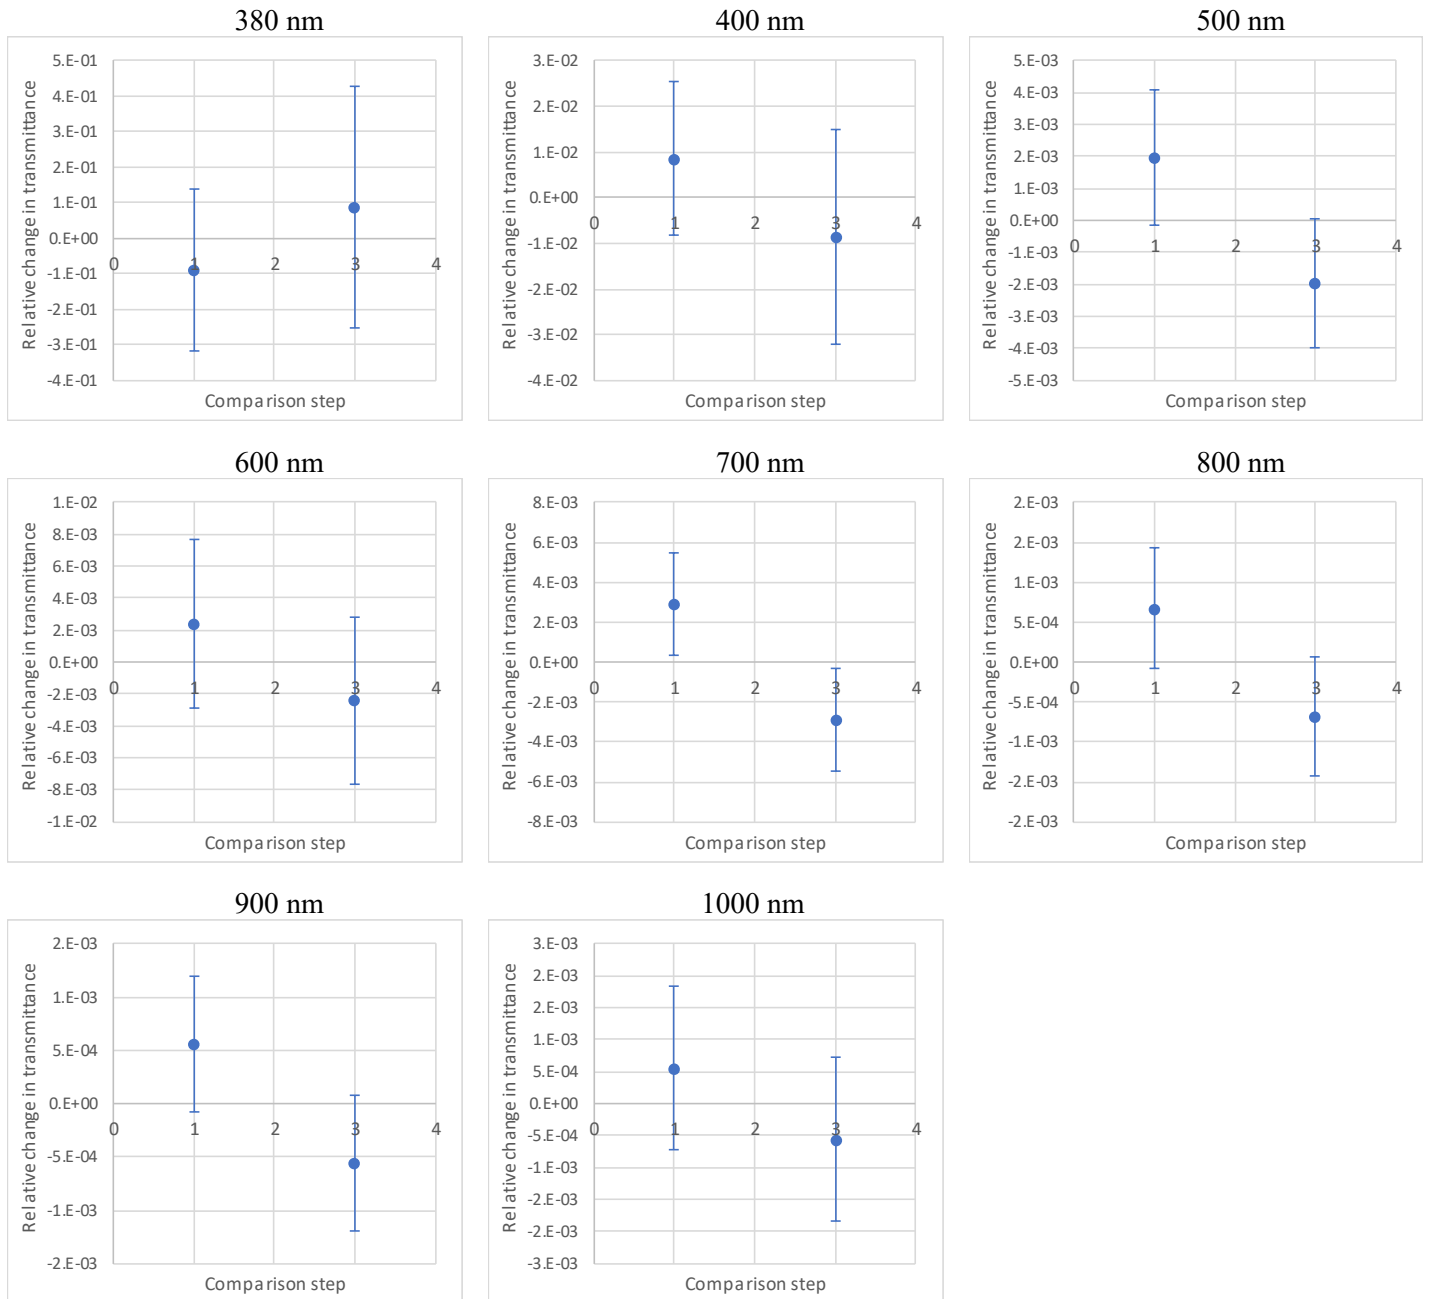 380 nm
Relative change in transmittance
5.E-01
4.E-01
3.E-01
2.E-01
1.E-01
0.E+00
-1.E-01
-2.E-01
-3.E-01
-4.E-01
0 1 2 3 4
Comparison step
400 nm
Relative change in transmittance
3.E-02
2.E-02
1.E-02
0.E+00
-1.E-02
-2.E-02
-3.E-02
-4.E-02
0 1 2 3 4
Comparison step
500 nm
Relative change in transmittance
5.E-03
4.E-03
3.E-03
2.E-03
1.E-03
0.E+00
-1.E-03
-2.E-03
-3.E-03
-4.E-03
-5.E-03
0 1 2 3 4
Comparison step
600 nm
Relative change in transmittance
1.E-02
8.E-03
6.E-03
4.E-03
2.E-03
0.E+00
-2.E-03
-4.E-03
-6.E-03
-8.E-03
-1.E-02
0 1 2 3 4
Comparison step
700 nm
Relative change in transmittance
8.E-03
6.E-03
4.E-03
2.E-03
0.E+00
-2.E-03
-4.E-03
-6.E-03
-8.E-03
0 1 2 3 4
Comparison step
800 nm
Relative change in transmittance
2.E-03
2.E-03
1.E-03
5.E-04
0.E+00
-5.E-04
-1.E-03
-2.E-03
-2.E-03
0 1 2 3 4
Comparison step
900 nm
Relative change in transmittance
2.E-03
1.E-03
5.E-04
0.E+00
-5.E-04
-1.E-03
-2.E-03
0 1 2 3 4
Comparison step
1000 nm
Relative change in transmittance
3.E-03
2.E-03
2.E-03
1.E-03
5.E-04
0.E+00
-5.E-04
-1.E-03
-2.E-03
-2.E-03
-3.E-03
0 1 2 3 4
Comparison step